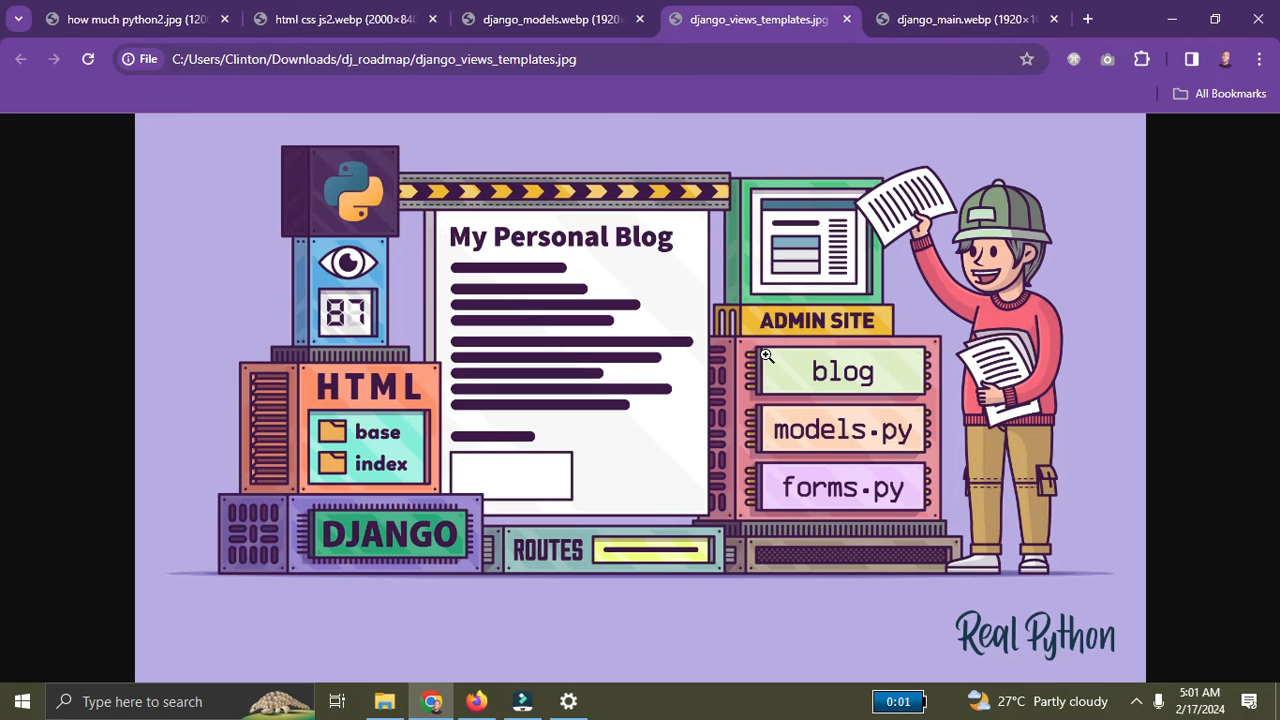 how much python2.jpg (120
html css js2.webp (2000×840
django_models.webp (1920×
django_views_templates.jpg
django_main.webp (1920×10
File
C:/Users/Clinton/Downloads/dj_roadmap/django_views_templates.jpg
All Bookmarks
My Personal Blog
87
ADMIN SITE
blog
HTML
base
models.py
index
forms.py
DJANGO
ROUTES
Real Python
Type here to search
0:01
27°C Partly cloudy
5:01 AM
2/17/2024